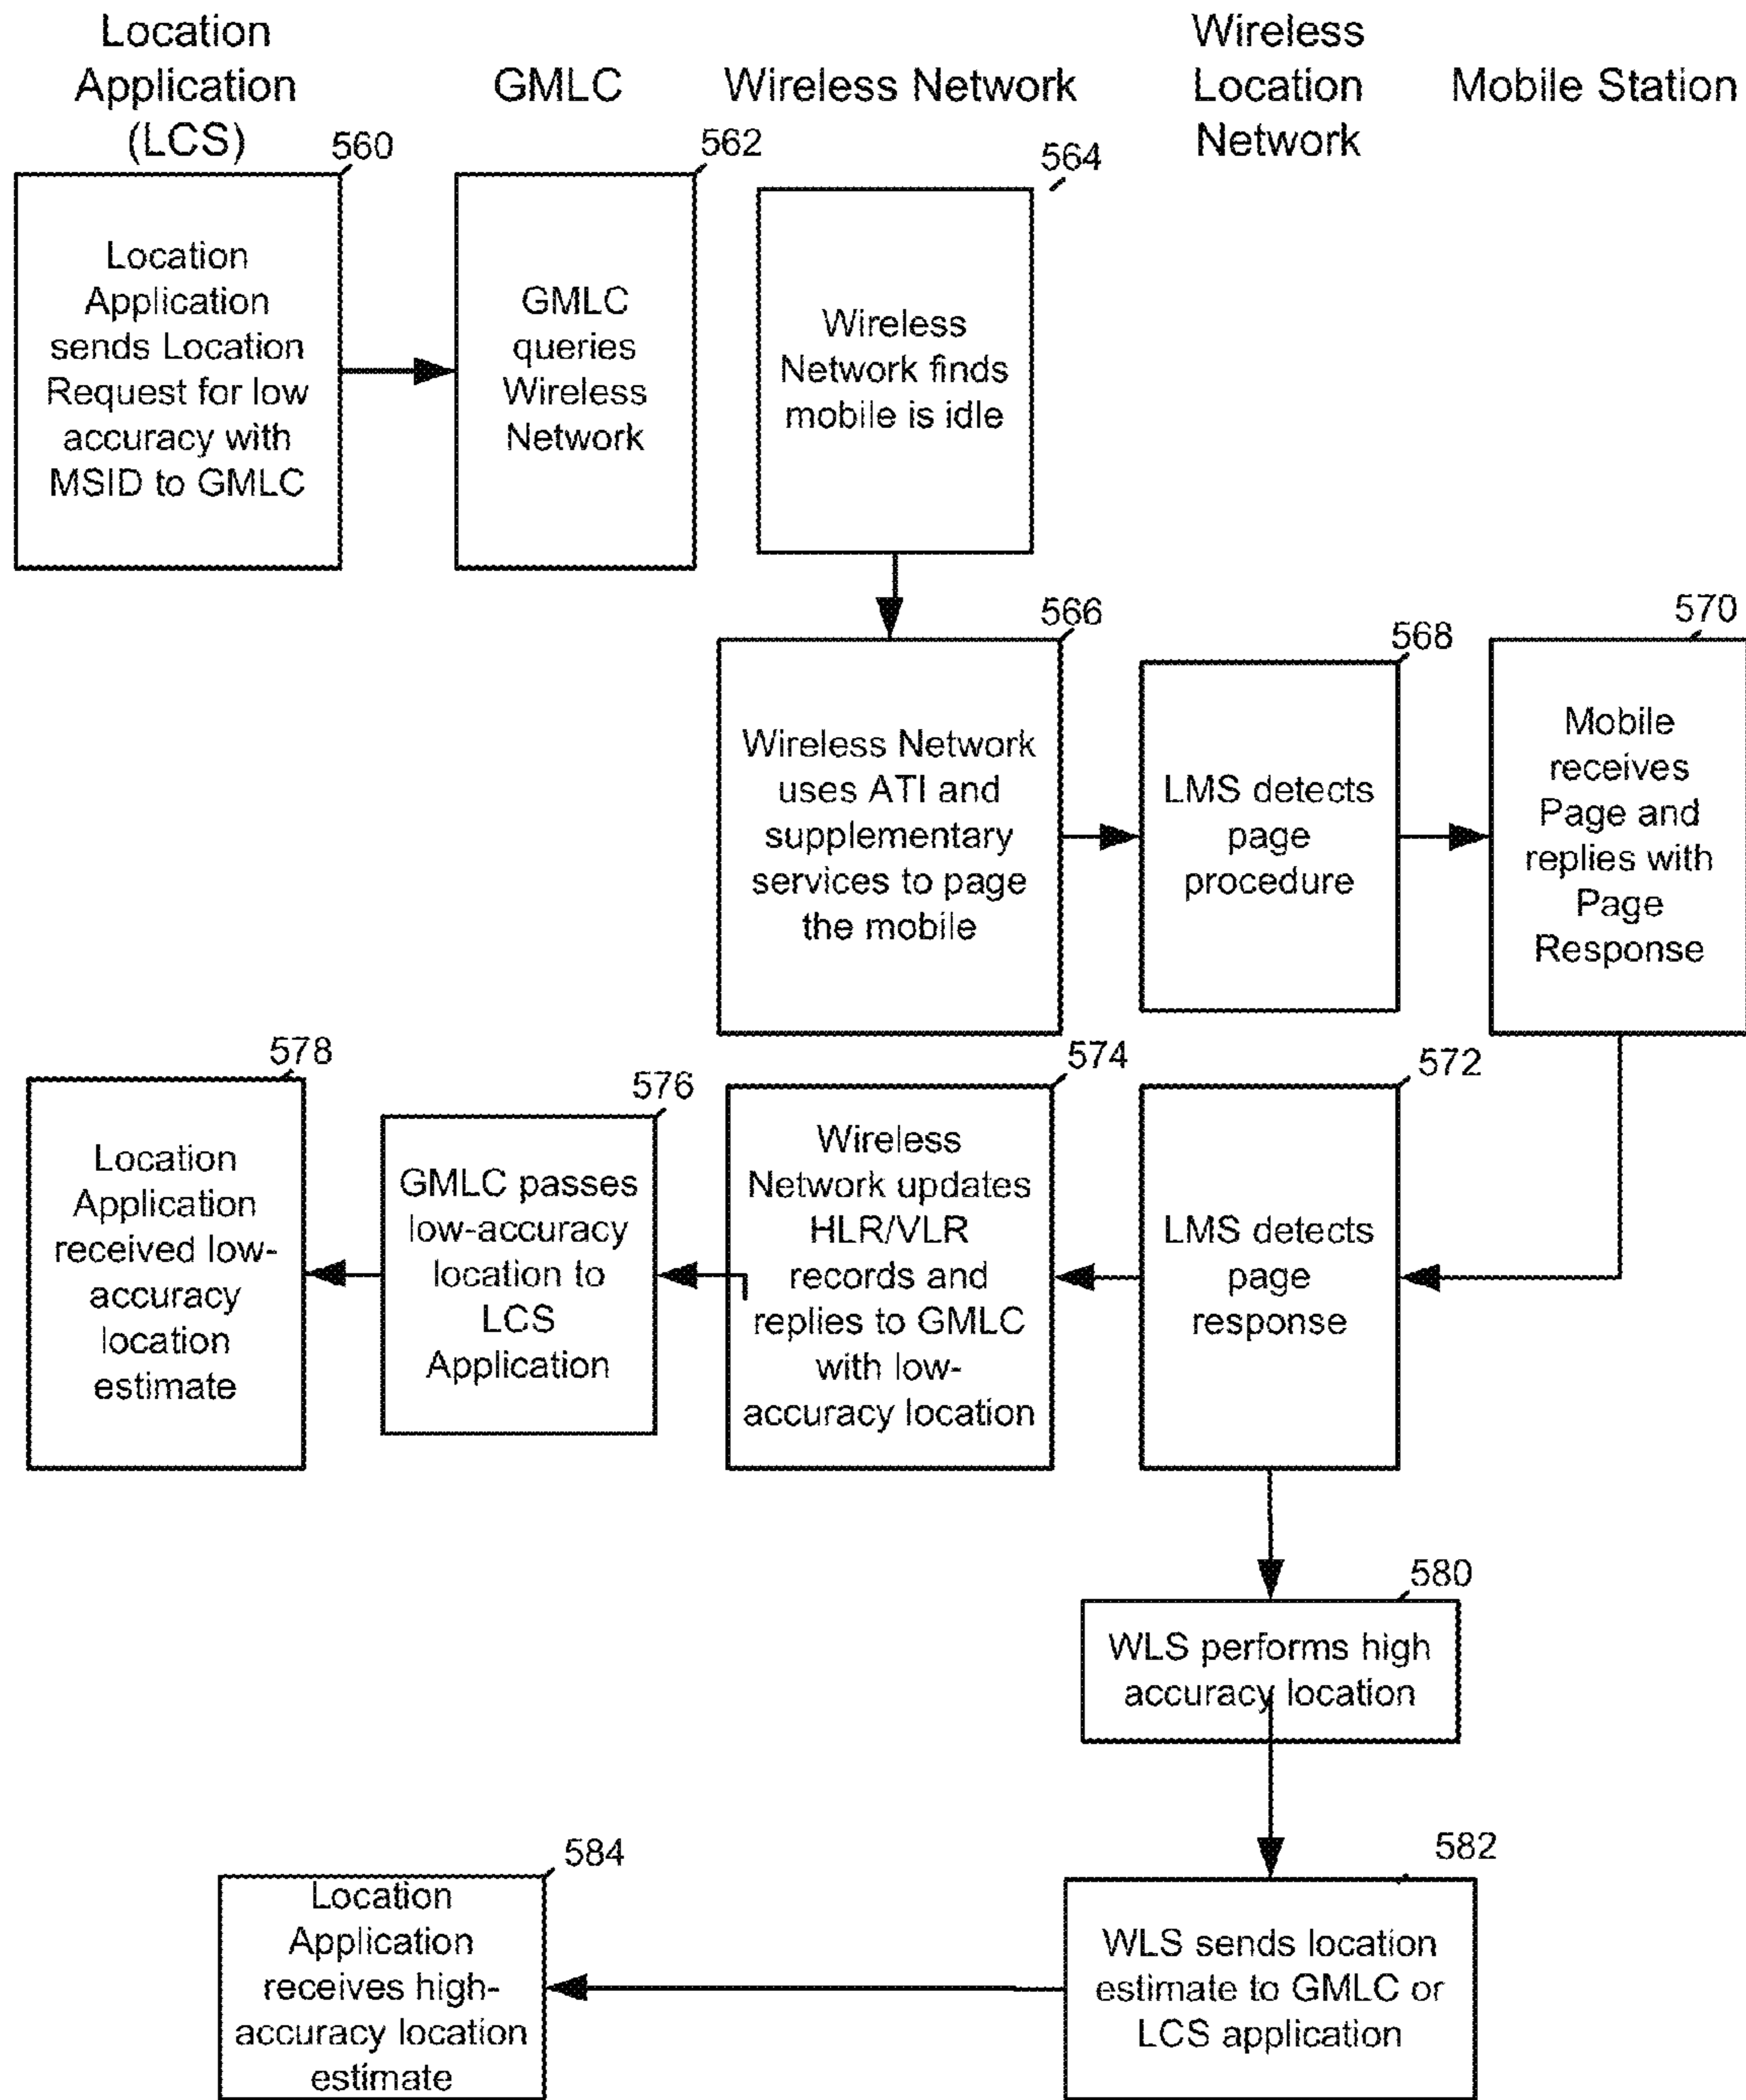 Location
Application
(LCS)
GMLC
Wireless Network
Wireless
Location
Network
Mobile Station
560
Location
Application
sends Location
Request for low
accuracy with
MSID to GMLC
562
GMLC
queries
Wireless
Network
564
Wireless
Network finds
mobile is idle
566
Wireless Network
uses ATI and
supplementary
services to page
the mobile
568
LMS detects
page
procedure
570
Mobile
receives
Page and
replies with
Page
Response
578
Location
Application
received low-
accuracy
location
estimate
576
GMLC passes
low-accuracy
location to
LCS
Application
574
Wireless
Network updates
HLR/VLR
records and
replies to GMLC
with low-
accuracy location
572
LMS detects
page
response
580
WLS performs high
accuracy location
584
Location
Application
receives high-
accuracy location
estimate
582
WLS sends location
estimate to GMLC or
LCS application